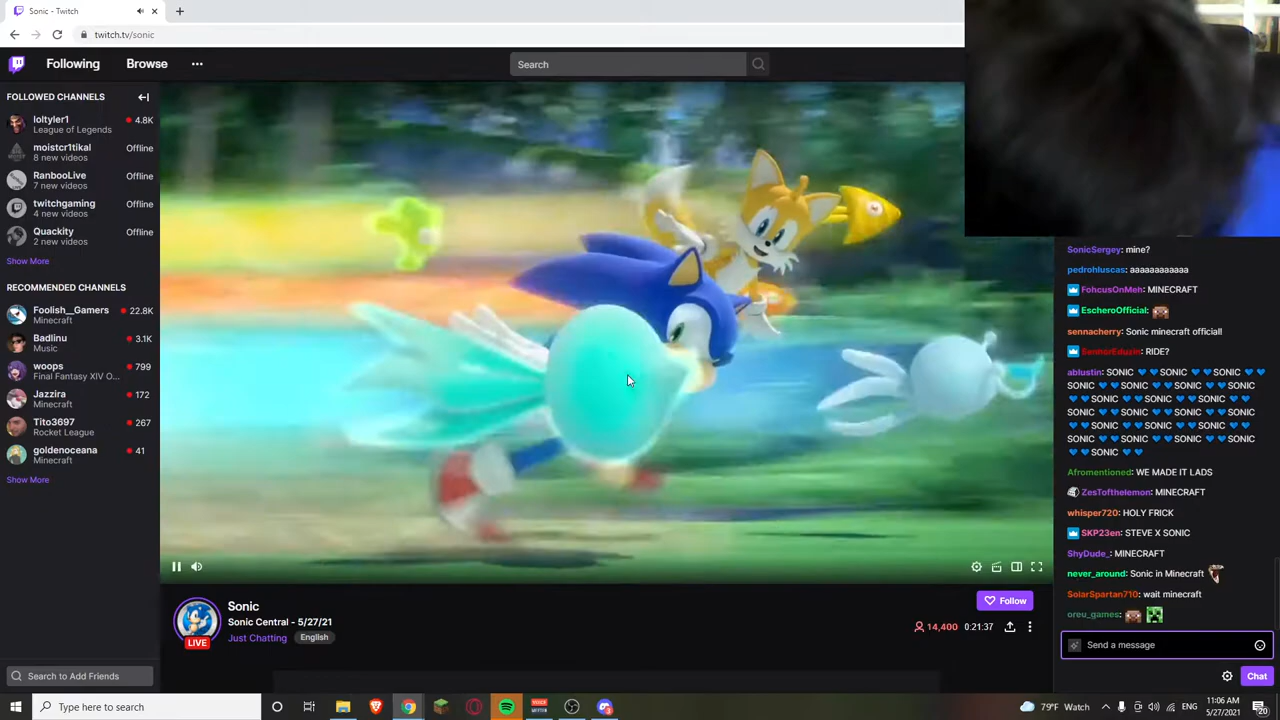 Sonic - Twitch
twitch.tv/sonic
Following
Browse
Search
FOLLOWED CHANNELS
loltyler1
4.8K
League of Legends
moistcr1tikal
Offline
8 new videos
RanbooLive
Offline
7 new videos
twitchgaming
Offline
4 new videos
Quackity
Offline
2 new videos
Show More
RECOMMENDED CHANNELS
Foolish__Gamers
22.8K
Minecraft
Badlinu
3.1K
Music
woops
799
Final Fantasy XIV O...
Jazzira
172
Minecraft
Tito3697
267
Rocket League
goldenoceana
41
Minecraft
Show More
Search to Add Friends
Sonic
Sonic Central - 5/27/21
LIVE
Just Chatting
English
Follow
14,400
0:21:37
SonicSergey: mine?
pedrohluscas: aaaaaaaaaaaa
FohcusOnMeh: MINECRAFT
EscheroOfficial:
sennacherry: Sonic minecraft official!
SenhorEduzin: RIDE?
ablustin: SONIC 💙💙SONIC 💙💙SONIC 💙💙
SONIC 💙💙SONIC 💙💙SONIC 💙💙SONIC
💙💙SONIC 💙💙SONIC 💙💙SONIC 💙💙
SONIC 💙💙SONIC 💙💙SONIC 💙💙SONIC
💙💙SONIC 💙💙SONIC 💙💙SONIC 💙💙
SONIC 💙💙SONIC 💙💙SONIC 💙💙SONIC
💙💙SONIC 💙💙
Afromentioned: WE MADE IT LADS
ZesTofthelemon: MINECRAFT
whisper720: HOLY FRICK
SKP23en: STEVE X SONIC
ShyDude_: MINECRAFT
never_around: Sonic in Minecraft
SolarSpartan710: wait minecraft
oreu_games:
Send a message
Chat
Type here to search
79°F Watch
ENG
11:06 AM
5/27/2021
20